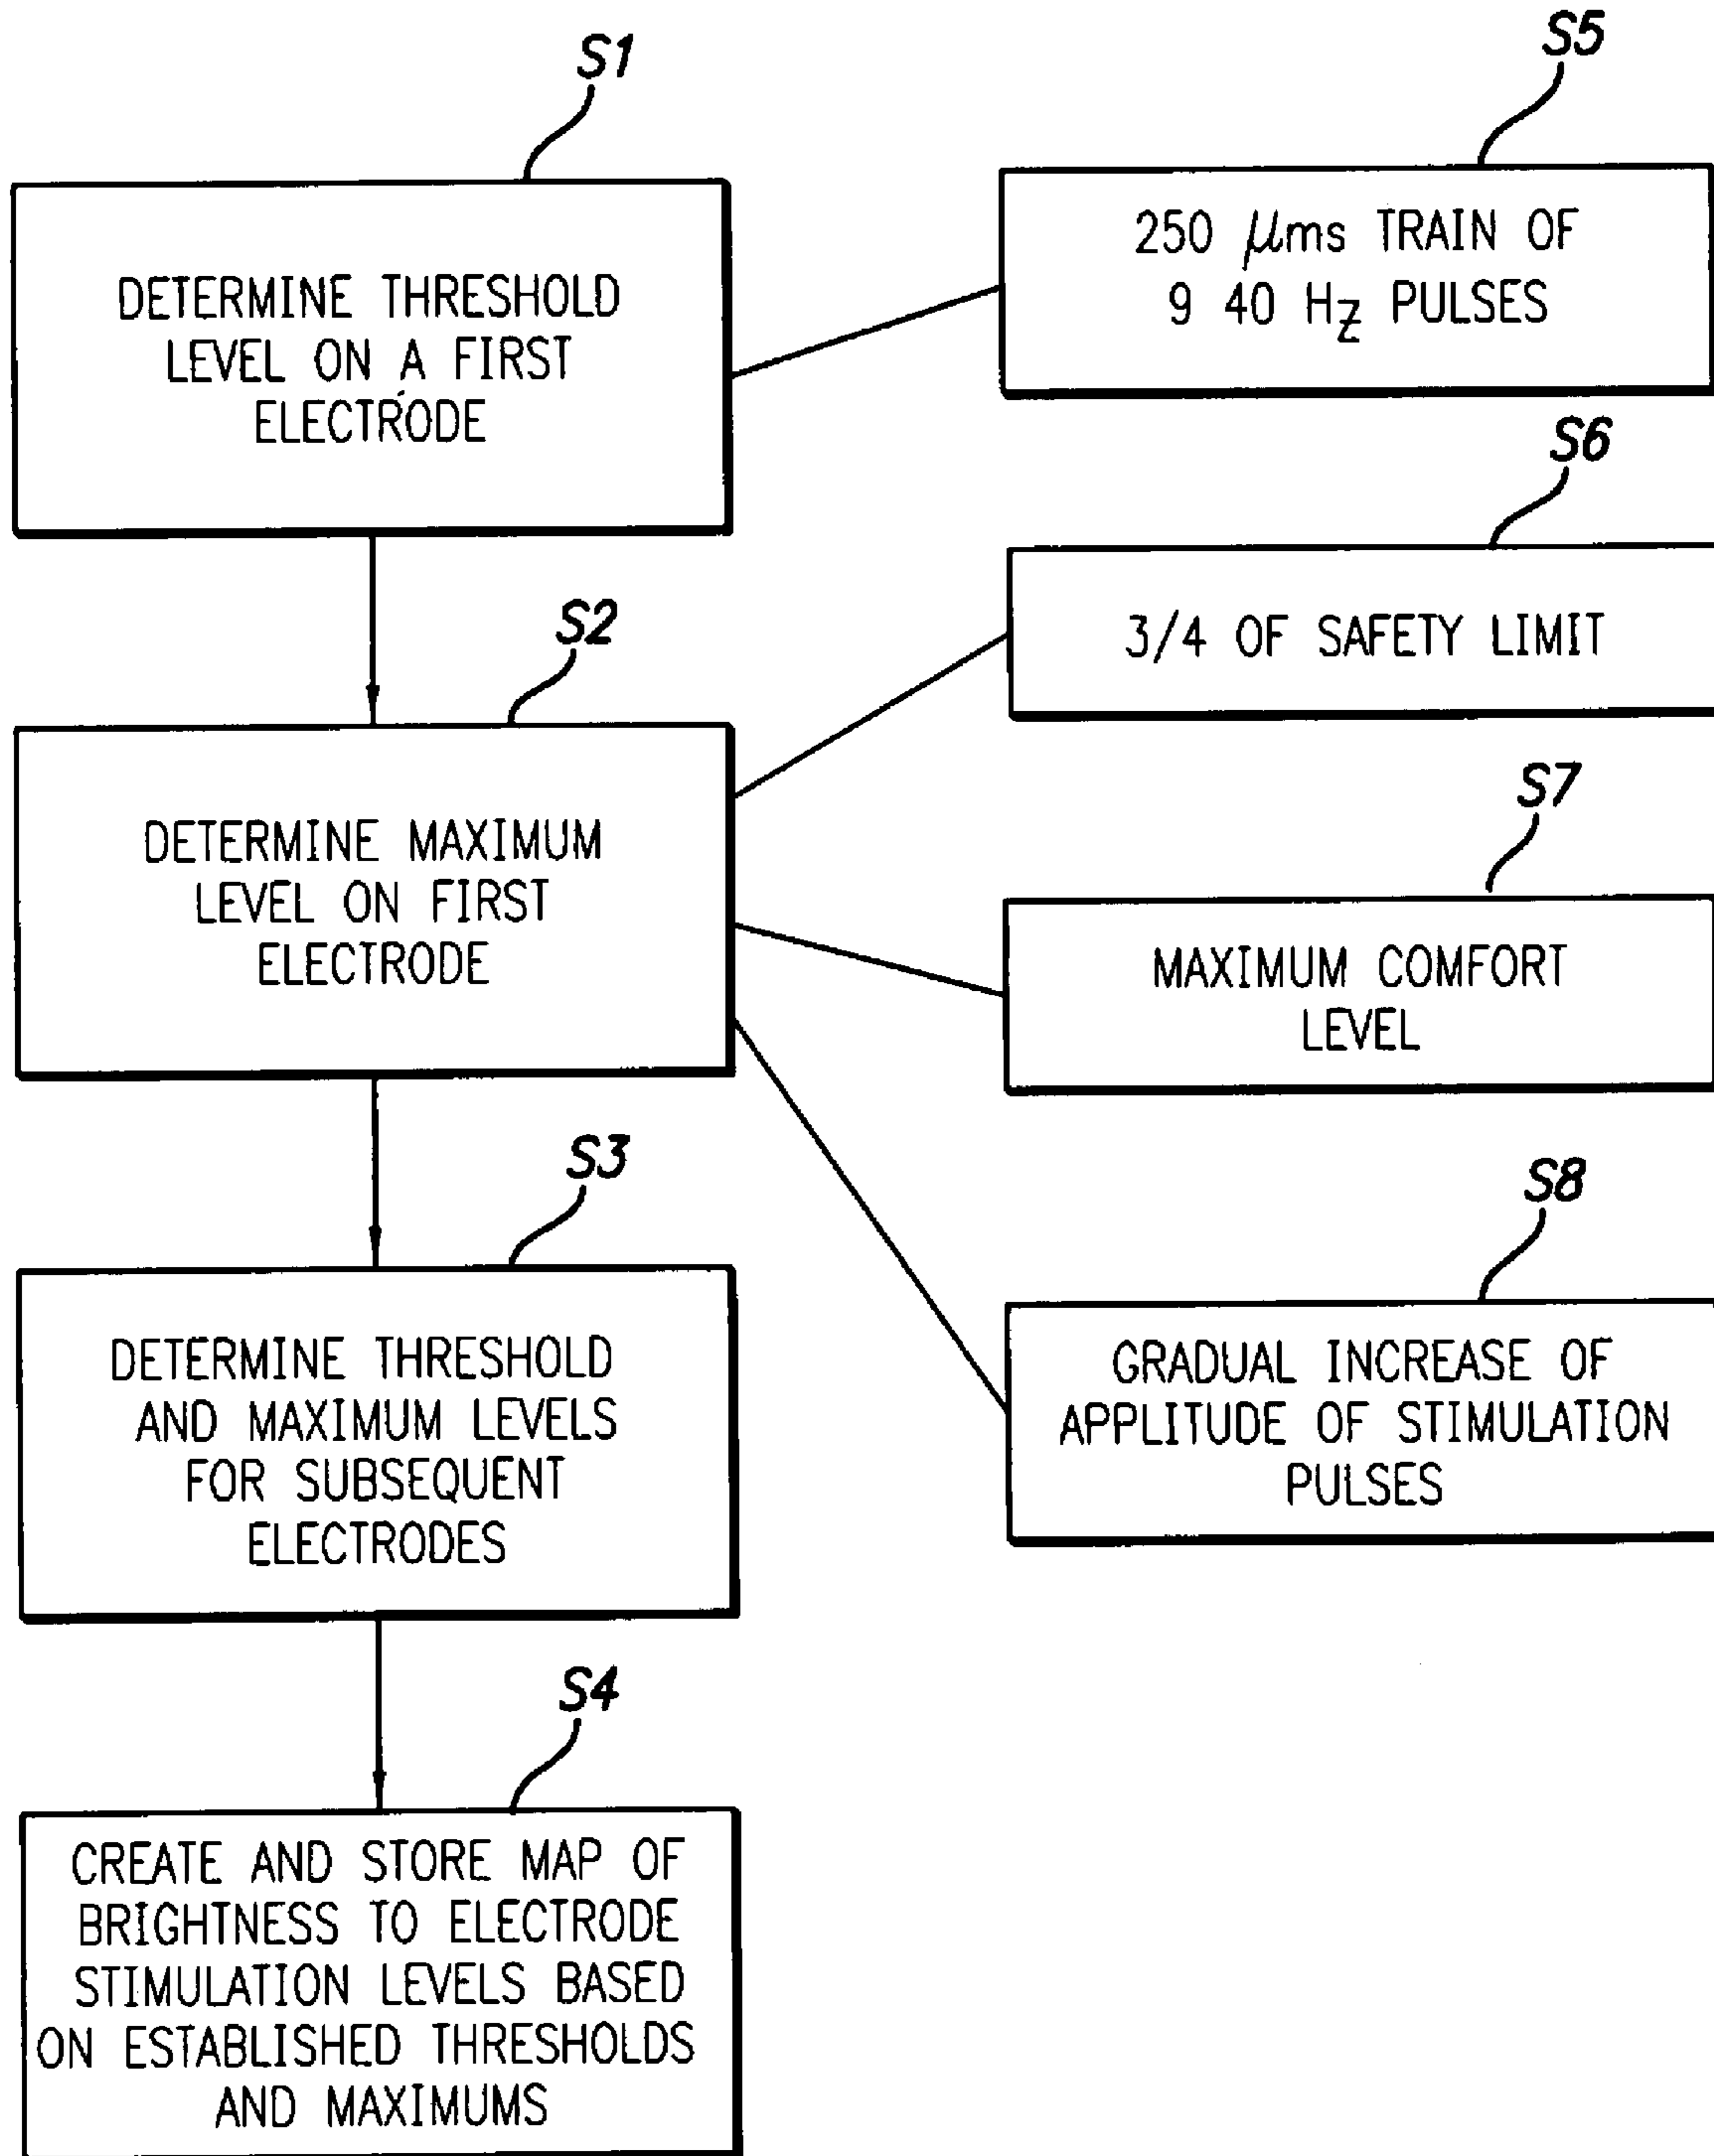 S1
DETERMINE THRESHOLD
LEVEL ON A FIRST
ELECTRODE
S5
250 μms TRAIN OF
9 40 Hz PULSES
S2
DETERMINE MAXIMUM
LEVEL ON FIRST
ELECTRODE
S6
3/4 OF SAFETY LIMIT
S7
MAXIMUM COMFORT
LEVEL
S8
GRADUAL INCREASE OF
APPLITUDE OF STIMULATION
PULSES
S3
DETERMINE THRESHOLD
AND MAXIMUM LEVELS
FOR SUBSEQUENT
ELECTRODES
S4
CREATE AND STORE MAP OF
BRIGHTNESS TO ELECTRODE
STIMULATION LEVELS BASED
ON ESTABLISHED THRESHOLDS
AND MAXIMUMS